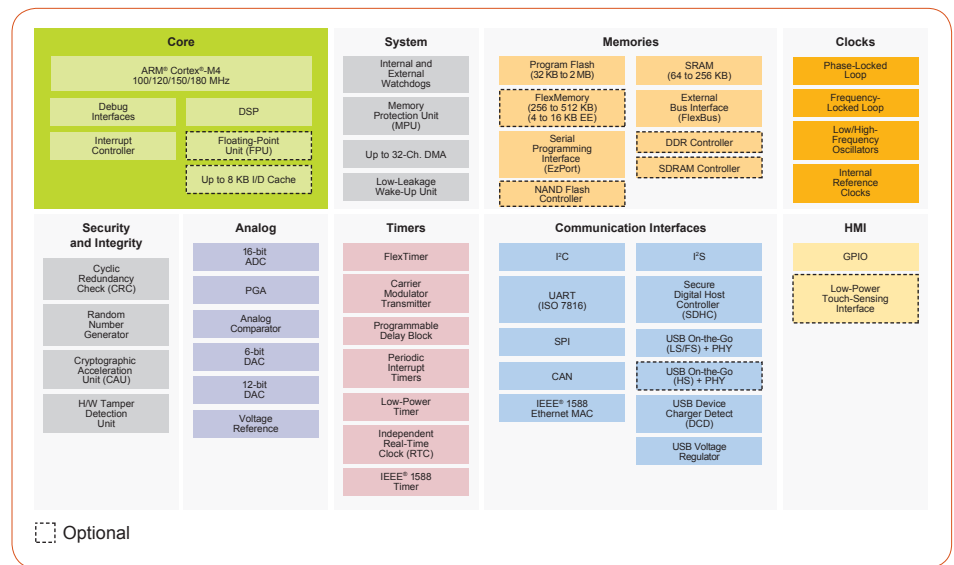 Core
ARM® Cortex®-M4
100/120/150/180 MHz
Debug
Interfaces
DSP
Interrupt
Controller
Floating-Point
Unit (FPU)
Up to 8 KB I/D Cache
System
Internal and
External
Watchdogs
Memory
Protection Unit
(MPU)
Up to 32-Ch. DMA
Low-Leakage
Wake-Up Unit
Memories
Program Flash
(32 KB to 2 MB)
SRAM
(64 to 256 KB)
FlexMemory
(256 to 512 KB)
(4 to 16 KB EE)
External
Bus Interface
(FlexBus)
Serial
Programming
Interface
(EzPort)
DDR Controller
NAND Flash
Controller
SDRAM Controller
Clocks
Phase-Locked
Loop
Frequency-
Locked Loop
Low/High-
Frequency
Oscillators
Internal
Reference
Clocks
Security
and Integrity
Cyclic
Redundancy
Check (CRC)
Random
Number
Generator
Cryptographic
Acceleration
Unit (CAU)
H/W Tamper
Detection
Unit
Analog
16-bit
ADC
PGA
Analog
Comparator
6-bit
DAC
12-bit
DAC
Voltage
Reference
Timers
FlexTimer
Carrier
Modulator
Transmitter
Programmable
Delay Block
Periodic
Interrupt
Timers
Low-Power
Timer
Independent
Real-Time
Clock (RTC)
IEEE® 1588
Timer
Communication Interfaces
I²C
I²S
UART
(ISO 7816)
Secure
Digital Host
Controller
(SDHC)
SPI
USB On-the-Go
(LS/FS) + PHY
CAN
USB On-the-Go
(HS) + PHY
IEEE® 1588
Ethernet MAC
USB Device
Charger Detect
(DCD)
USB Voltage
Regulator
HMI
GPIO
Low-Power
Touch-Sensing
Interface
Optional